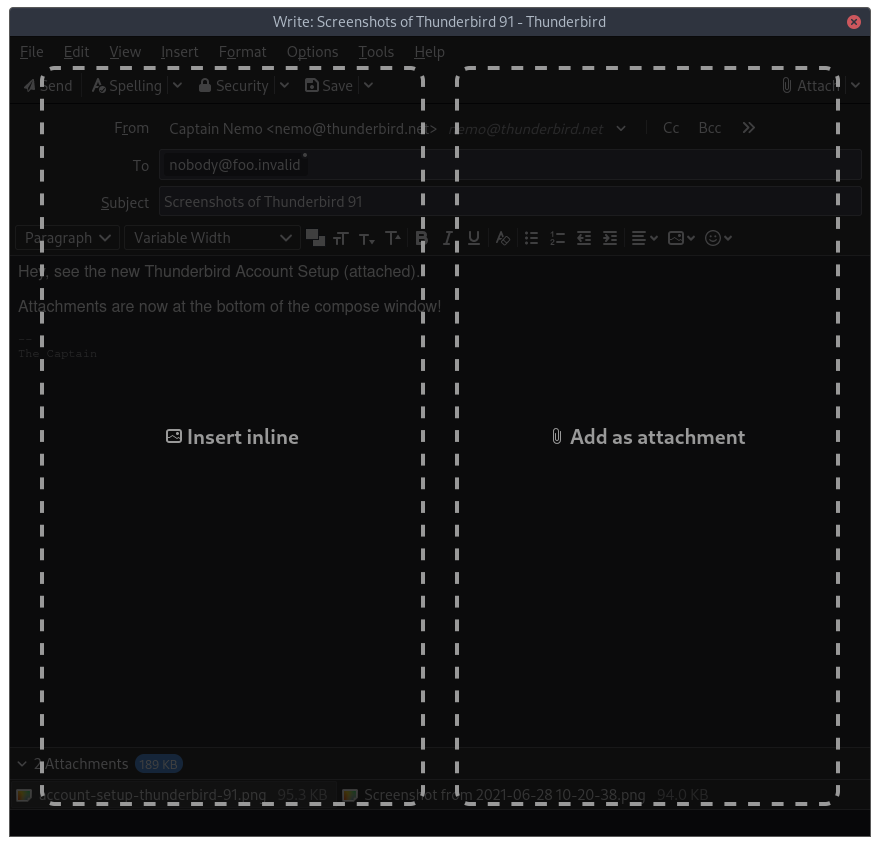 Write: Screenshots of Thunderbird 91 - Thunderbird
File Edit View Insert Format Options Tools Help
Send Spelling Security Save Attach
From Captain Nemo <nemo@thunderbird.net> nemo@thunderbird.net Cc Bcc
To nobody@foo.invalid*
Subject Screenshots of Thunderbird 91
Paragraph Variable Width
Hey, see the new Thunderbird Account Setup (attached).
Attachments are now at the bottom of the compose window!
--
The Captain
Insert inline Add as attachment
2 Attachments 189 KB
account-setup-thunderbird-91.png 95.3 KB Screenshot from 2021-06-28 10-20-38.png 94.0 KB